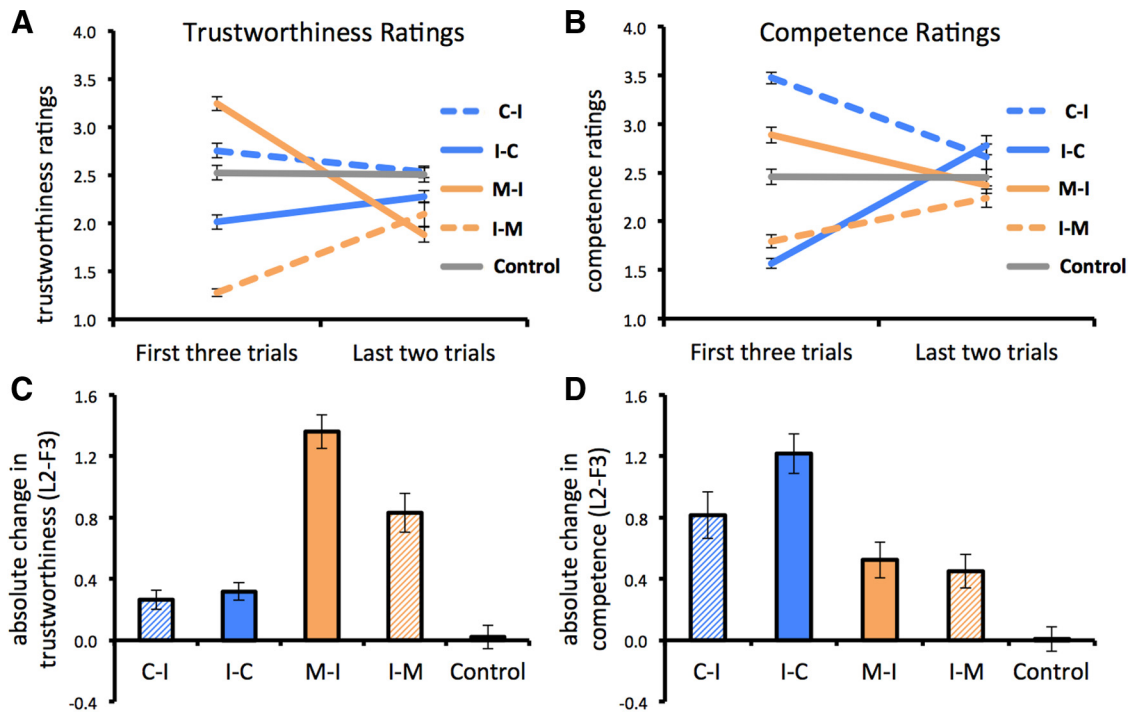 A
Trustworthiness Ratings
trustworthiness ratings
4.0
3.5
3.0
2.5
2.0
1.5
1.0
C-I
I-C
M-I
I-M
Control
First three trials
Last two trials
B
Competence Ratings
competence ratings
4.0
3.5
3.0
2.5
2.0
1.5
1.0
C-I
I-C
M-I
I-M
Control
First three trials
Last two trials
C
absolute change in
trustworthiness (L2-F3)
1.6
1.2
0.8
0.4
0.0
-0.4
C-I
I-C
M-I
I-M
Control
D
absolute change in
competence (L2-F3)
1.6
1.2
0.8
0.4
0.0
-0.4
C-I
I-C
M-I
I-M
Control